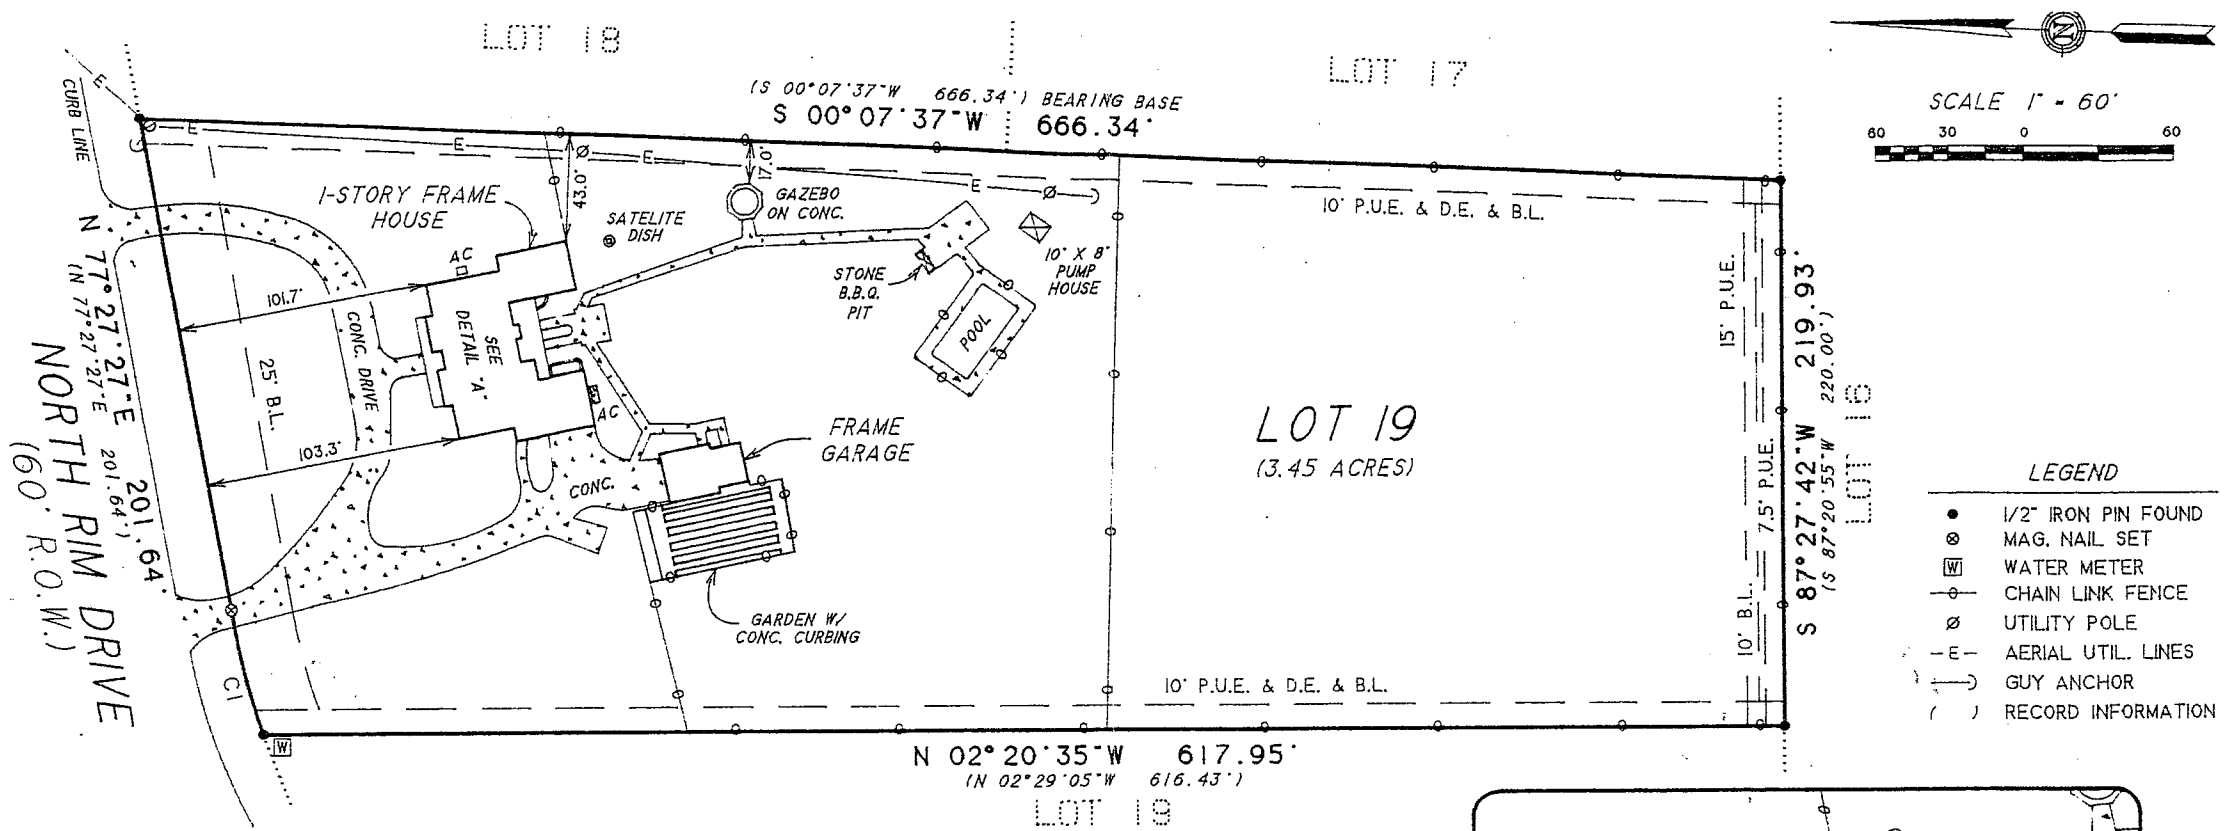 LOT 18
LOT 17
(S 00°07'37"W 666.34') BEARING BASE
S 00°07'37"W 666.34'
N
SCALE 1" = 60'
60 30 0 60
E
CURB LINE
E
E
E
E
1-STORY FRAME
HOUSE
43.0'
17.0'
GAZEBO
ON CONC.
SATELITE
DISH
AC
101.7'
STONE
B.B.Q.
PIT
10' X 8'
PUMP
HOUSE
POOL
10' P.U.E. & D.E. & B.L.
15' P.U.E.
7.5' P.U.E.
10' B.L.
S 87°27'42"W 219.93'
(S 87°20'55"W 220.00')
LOT 16
N 77°27'27"E 201.64
(N 77°27'27"E 201.64')
NORTH RIM DRIVE
(60' R.O.W.)
25' B.L.
CONC. DRIVE
SEE
DETAIL "A"
AC
103.3'
CONC.
FRAME
GARAGE
LOT 19
(3.45 ACRES)
GARDEN W/
CONC. CURBING
C1
W
10' P.U.E. & D.E. & B.L.
N 02°20'35"W 617.95'
(N 02°29'05"W 616.43')
LOT 19
LEGEND
1/2" IRON PIN FOUND
MAG. NAIL SET
W WATER METER
CHAIN LINK FENCE
UTILITY POLE
-E- AERIAL UTIL. LINES
GUY ANCHOR
( ) RECORD INFORMATION